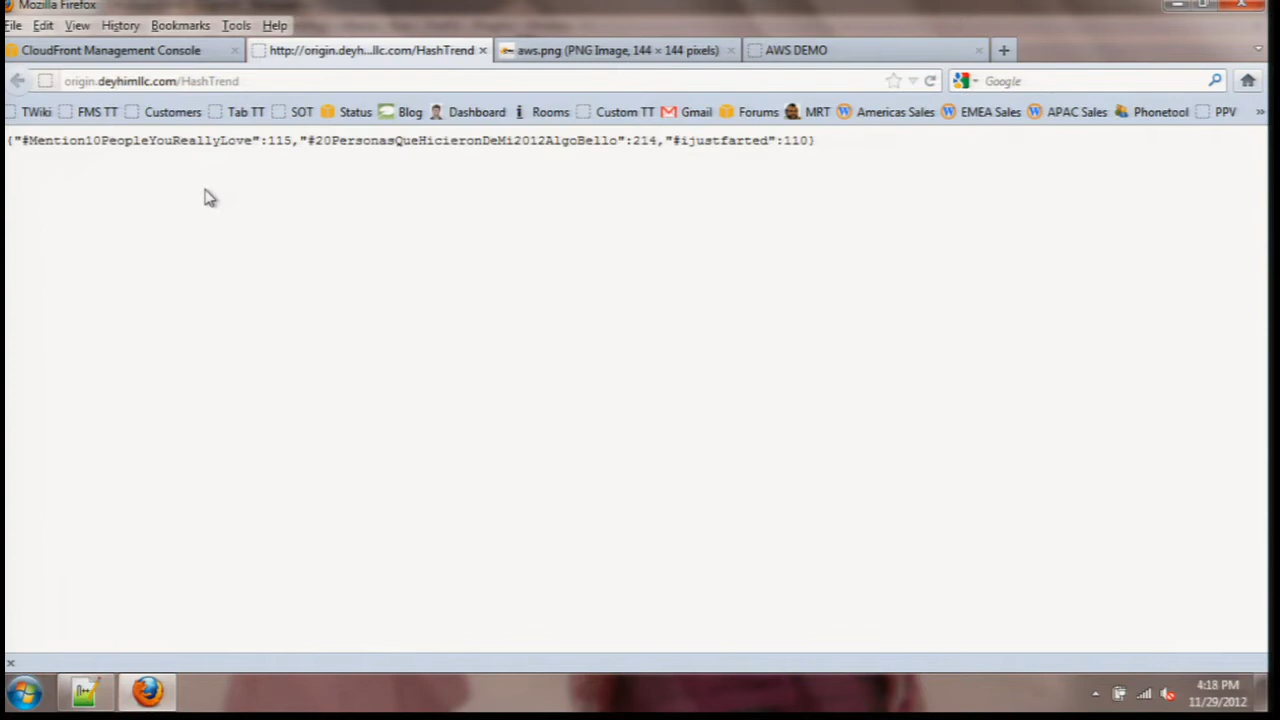 Mozilla Firefox
File Edit View History Bookmarks Tools Help
CloudFront Management Console × http://origin.deyh...llc.com/HashTrend × aws.png (PNG Image, 144 × 144 pixels) × AWS DEMO × +
origin.deyhimllc.com/HashTrend Google
TWiki FMS TT Customers Tab TT SOT Status Blog Dashboard Rooms Custom TT Gmail Forums MRT Americas Sales EMEA Sales APAC Sales Phonetool PPV »
{"#Mention10PeopleYouReallyLove":115,"#20PersonasQueHicieronDeMi2012AlgoBello":214,"#ijustfarted":110}
×
4:18 PM
11/29/2012